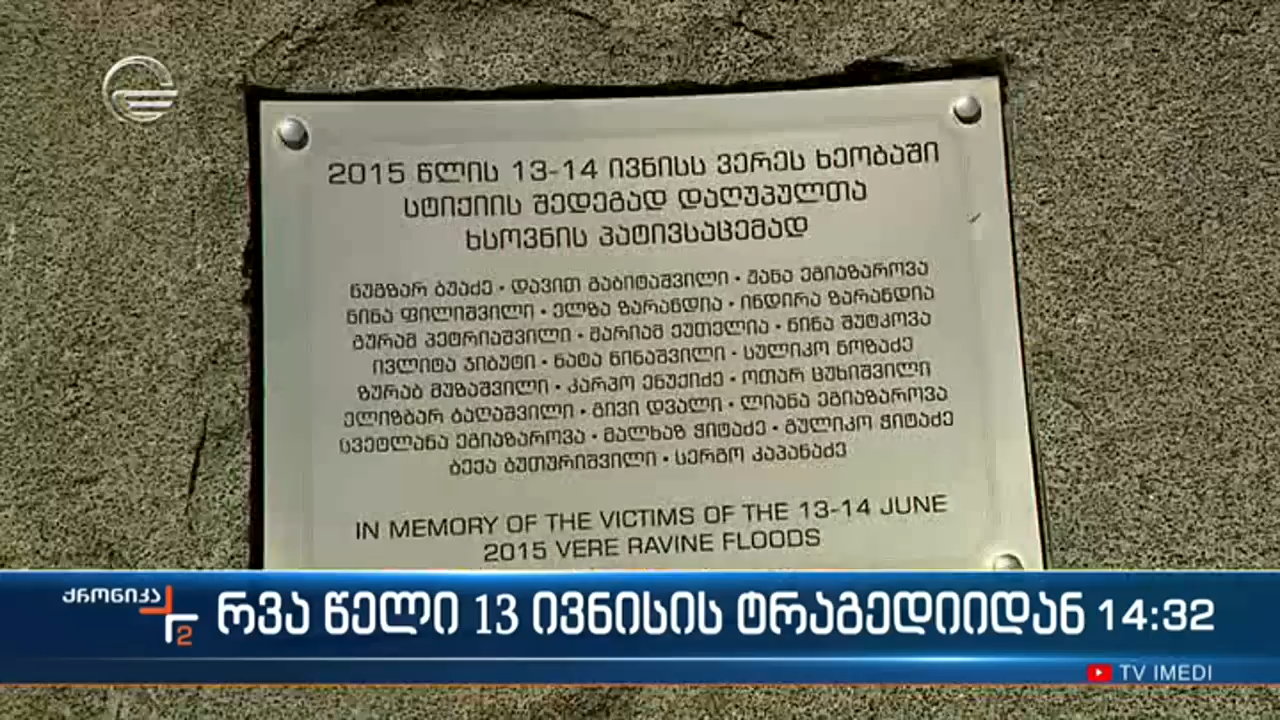 2015 წლის 13-14 ივნისს ვერეს ხეობაში
სტიქიის შედეგად დაღუპულთა
ხსოვნის პატივსაცემად
ნუგზარ ბუაძე • დავით გაბიტაშვილი • ჟანა ეგიაზაროვა
ნინა ფილიშვილი • ელზა ზარანდია • ინდირა ზარანდია
გურამ პეტრიაშვილი • მარიამ ქუთელია • ნინა შუტკოვა
ივლიტა ჯიბუტი • ნატა ნინაშვილი • სულიკო ნოზაძე
ზურაბ მუზაშვილი • კარპო ენუქიძე • ოთარ ცუხიშვილი
ელიზბარ ბაღაშვილი • გივი დვალი • ლიანა ეგიაზაროვა
სვეტლანა ეგიაზაროვა • მალხაზ ჭიტაძე • გულიკო ჭიტაძე
ბექა ბუთურიშვილი • სერგო კაპანაძე
IN MEMORY OF THE VICTIMS OF THE 13-14 JUNE
2015 VERE RAVINE FLOODS
ქრონიკა 2
რვა წელი 13 ივნისის ტრაგედიიდან 14:32
TV IMEDI